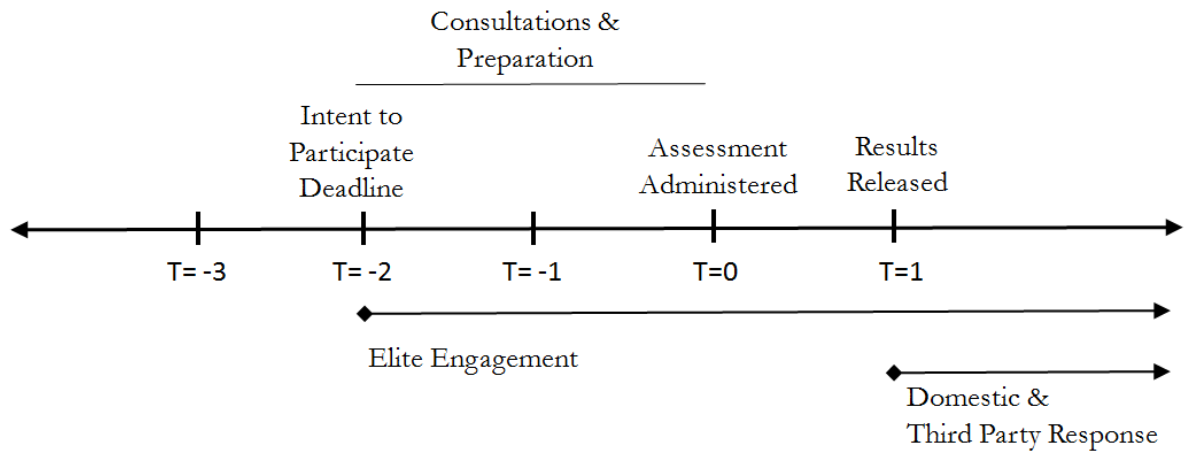 Consultations &
Preparation
Intent to
Participate
Deadline
Assessment
Administered
Results
Released
T= -3
T= -2
T= -1
T=0
T=1
Elite Engagement
Domestic &
Third Party Response